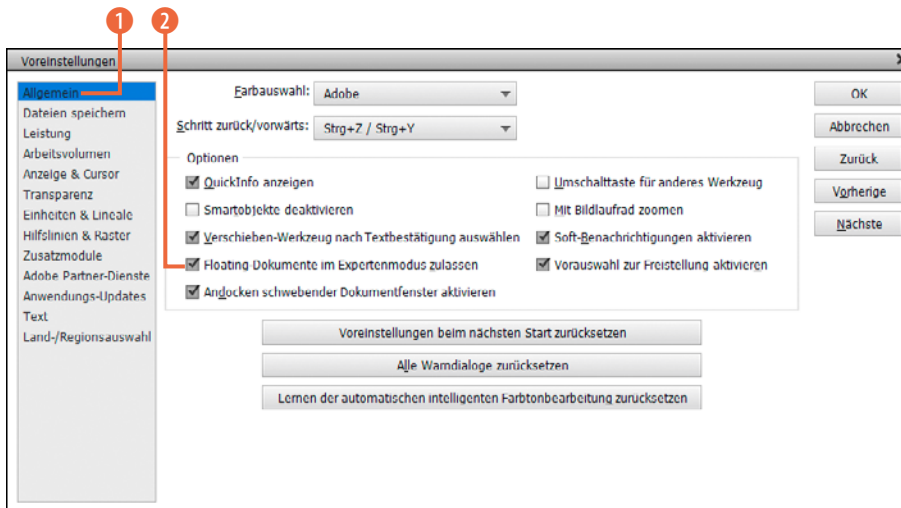 1 2
Voreinstellungen
Allgemein
Dateien speichern
Leistung
Arbeitsvolumen
Anzeige & Cursor
Transparenz
Einheiten & Lineale
Hilfslinien & Raster
Zusatzmodule
Adobe Partner-Dienste
Anwendungs-Updates
Text
Land-/Regionsauswahl
Farbauswahl: Adobe
Schritt zurück/vorwärts: Strg+Z / Strg+Y
Optionen
QuickInfo anzeigen
Smartobjekte deaktivieren
Verschieben-Werkzeug nach Textbestätigung auswählen
Floating-Dokumente im Expertenmodus zulassen
Andocken schwebender Dokumentfenster aktivieren
Umschalttaste für anderes Werkzeug
Mit Bildlaufrad zoomen
Soft-Benachrichtigungen aktivieren
Vorauswahl zur Freistellung aktivieren
Voreinstellungen beim nächsten Start zurücksetzen
Alle Warndialoge zurücksetzen
Lernen der automatischen intelligenten Farbtonbearbeitung zurücksetzen
OK
Abbrechen
Zurück
Vorherige
Nächste